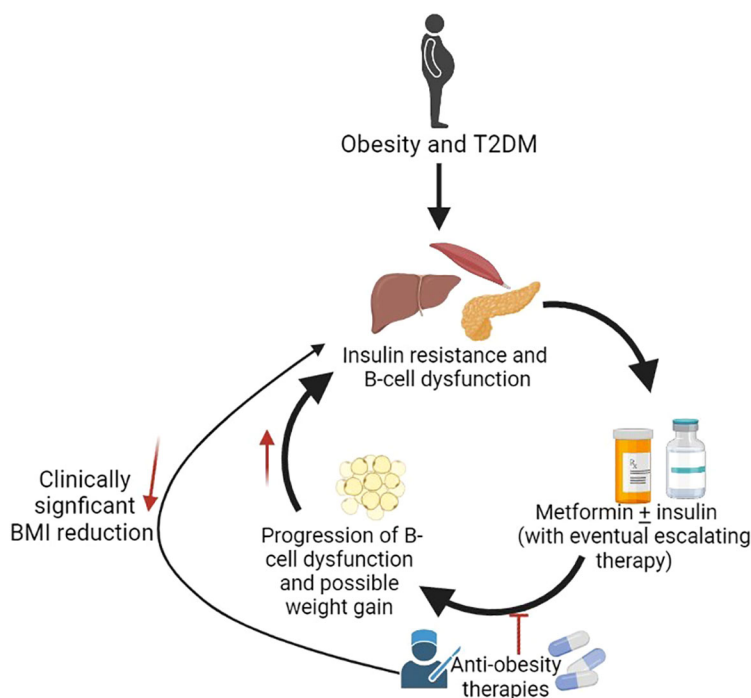 Obesity and T2DM
Insulin resistance and
B-cell dysfunction
Clinically
signficant
BMI reduction
Rx
Metformin ± insulin
(with eventual escalating
therapy)
Progression of B-
cell dysfunction
and possible
weight gain
Anti-obesity
therapies